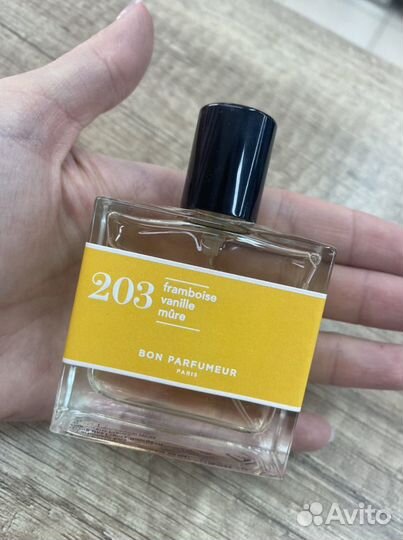 203
framboise
vanille
mûre
BON PARFUMEUR
PARIS
Avito